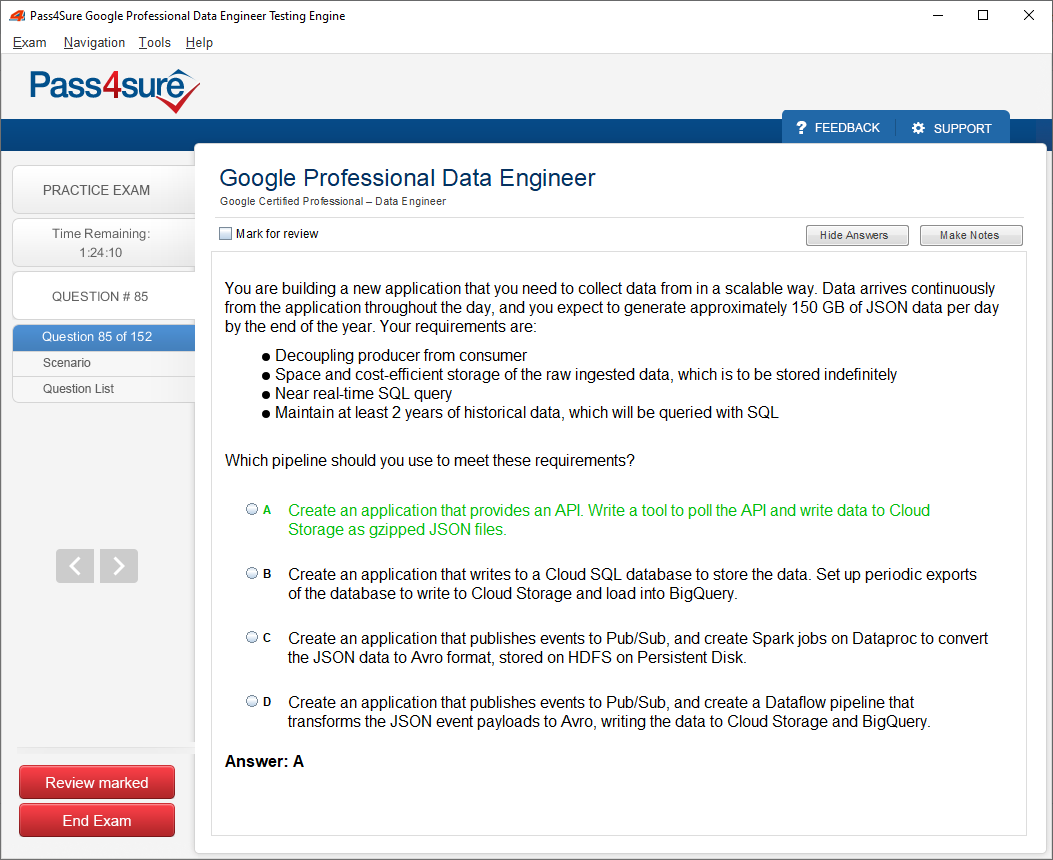 Pass4Sure Google Professional Data Engineer Testing Engine
Exam Navigation Tools Help
Pass4sure
? FEEDBACK SUPPORT
PRACTICE EXAM
Time Remaining:
1:24:10
QUESTION # 85
Question 85 of 152
Scenario
Question List
Review marked
End Exam
Google Professional Data Engineer
Google Certified Professional – Data Engineer
Mark for review
Hide Answers Make Notes
You are building a new application that you need to collect data from in a scalable way. Data arrives continuously
from the application throughout the day, and you expect to generate approximately 150 GB of JSON data per day
by the end of the year. Your requirements are:
● Decoupling producer from consumer
● Space and cost-efficient storage of the raw ingested data, which is to be stored indefinitely
● Near real-time SQL query
● Maintain at least 2 years of historical data, which will be queried with SQL
Which pipeline should you use to meet these requirements?
A Create an application that provides an API. Write a tool to poll the API and write data to Cloud
Storage as gzipped JSON files.
B Create an application that writes to a Cloud SQL database to store the data. Set up periodic exports
of the database to write to Cloud Storage and load into BigQuery.
C Create an application that publishes events to Pub/Sub, and create Spark jobs on Dataproc to convert
the JSON data to Avro format, stored on HDFS on Persistent Disk.
D Create an application that publishes events to Pub/Sub, and create a Dataflow pipeline that
transforms the JSON event payloads to Avro, writing the data to Cloud Storage and BigQuery.
Answer: A